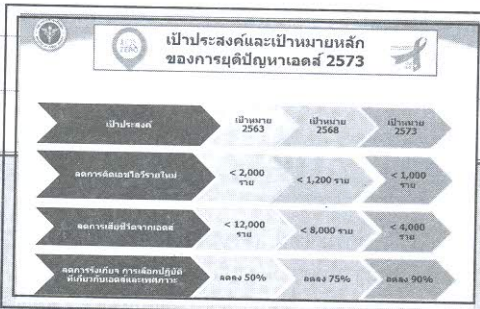 เป้าประสงค์และเป้าหมายหลัก
ของการยุติปัญหาเอดส์ 2573
เป้าประสงค์
เป้าหมาย
2563
เป้าหมาย
2568
เป้าหมาย
2573
ลดการติดเอชไอวีรายใหม่
< 2,000
ราย
< 1,200 ราย
< 1,000
ราย
ลดการเสียชีวิตจากเอดส์
< 12,000
ราย
< 8,000 ราย
< 4,000
ราย
ลดการรังเกียจ การเลือกปฏิบัติ
ที่เกี่ยวกับเอดส์และเพศภาวะ
ลดลง 50%
ลดลง 75%
ลดลง 90%